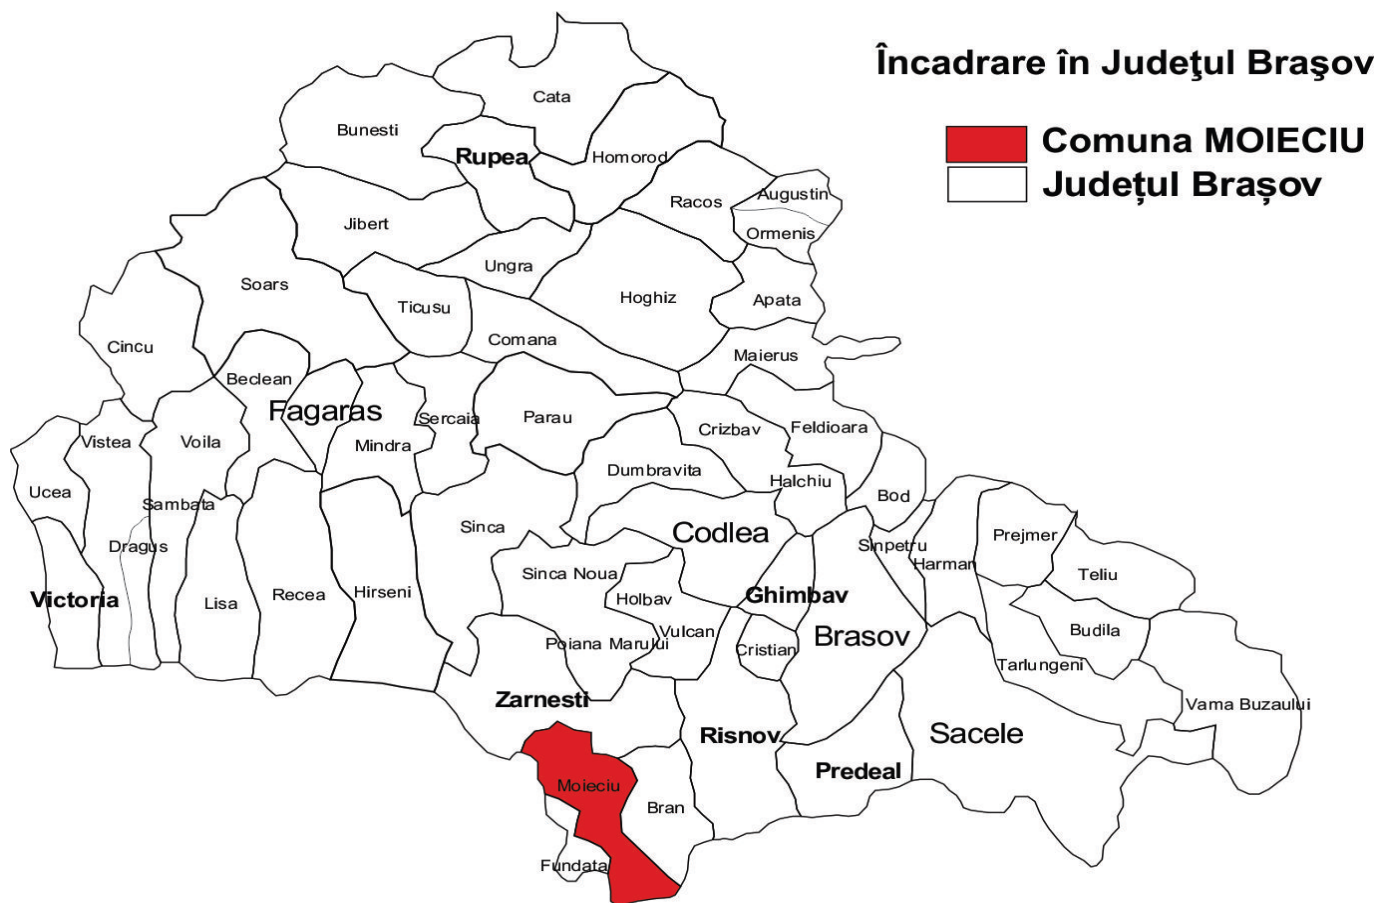 Încadrare în Judeţul Braşov
Comuna MOIECIU
Județul Brașov
Cata
Bunesti
Rupea
Homorod
Racos
Augustin
Jibert
Ormenis
Ungra
Soars
Hoghiz
Apata
Ticusu
Comana
Cincu
Maierus
Beclean
Fagaras
Sercaia
Parau
Crizbav
Feldioara
Vistea
Voila
Mindra
Dumbravita
Halchiu
Ucea
Bod
Sambata
Sinca
Codlea
Prejmer
Dragus
Sinpetru
Harman
Sinca Noua
Teliu
Victoria
Lisa
Recea
Hirseni
Holbav
Ghimbav
Vulcan
Budila
Poiana Marului
Cristian
Brasov
Tarlungeni
Zarnesti
Vama Buzaului
Risnov
Sacele
Predeal
Moieciu
Bran
Fundata